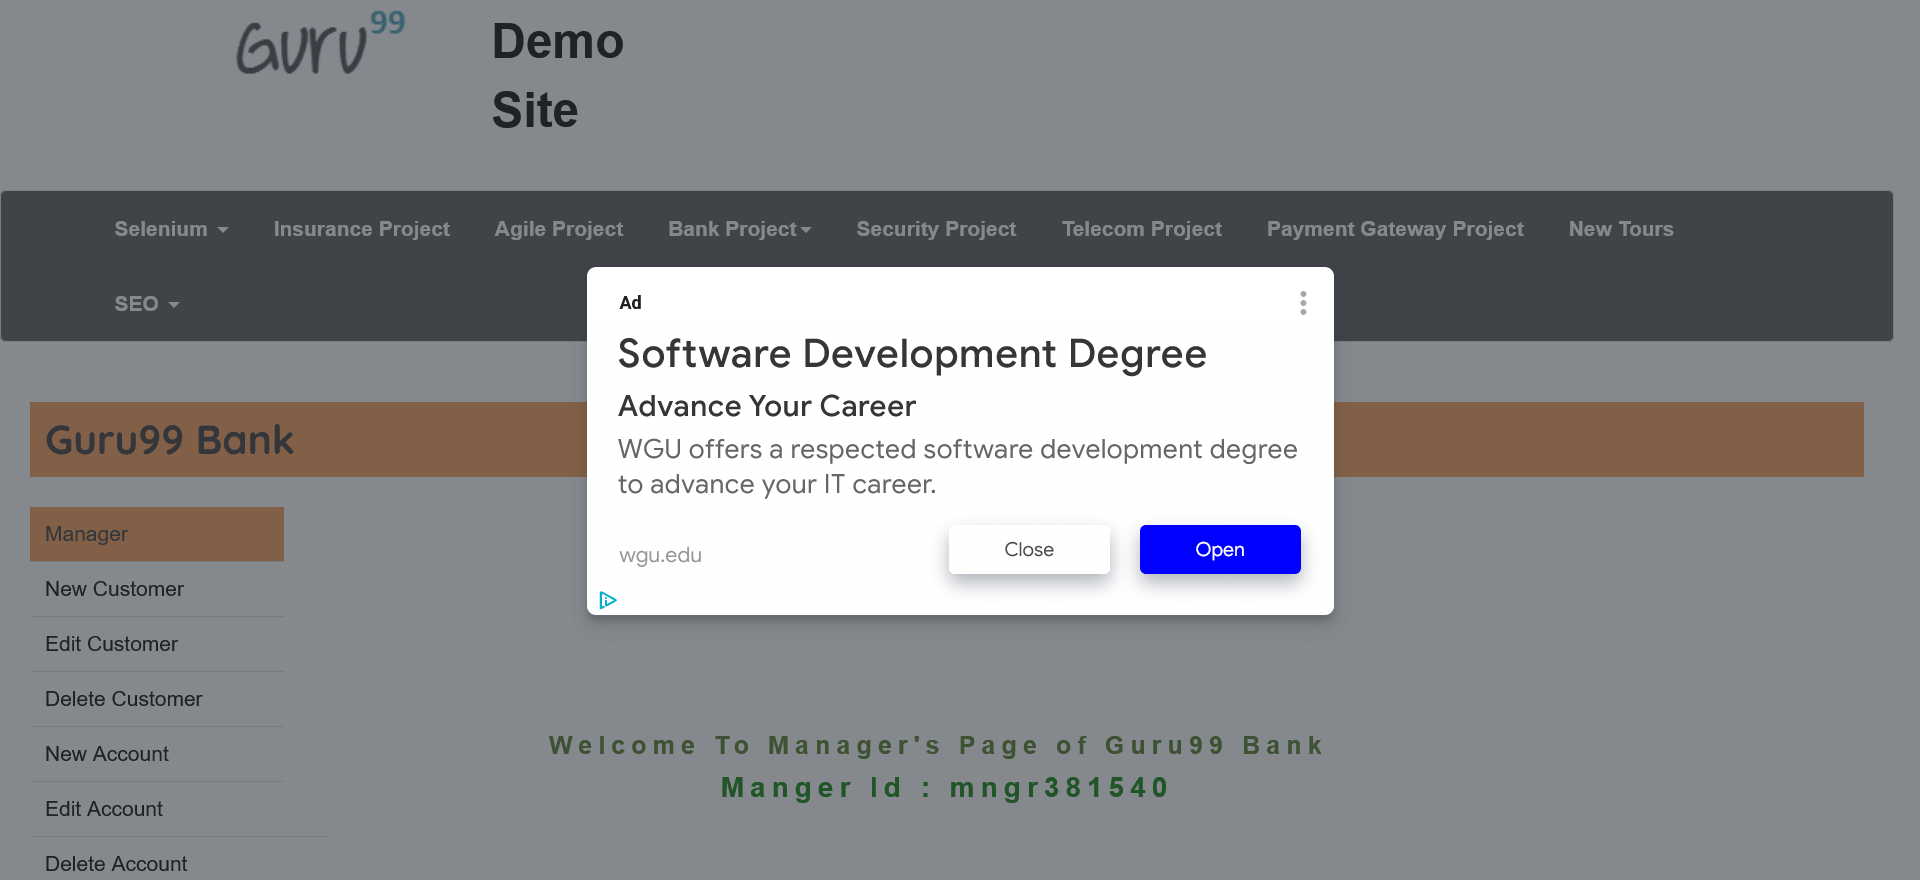 Guru99
Demo
Site
Selenium
Insurance Project
Agile Project
Bank Project
Security Project
Telecom Project
Payment Gateway Project
New Tours
SEO
Ad
Software Development Degree
Advance Your Career
WGU offers a respected software development degree
to advance your IT career.
wgu.edu
Close
Open
Guru99 Bank
Manager
New Customer
Edit Customer
Delete Customer
New Account
Edit Account
Delete Account
Welcome To Manager's Page of Guru99 Bank
Manger Id : mngr381540